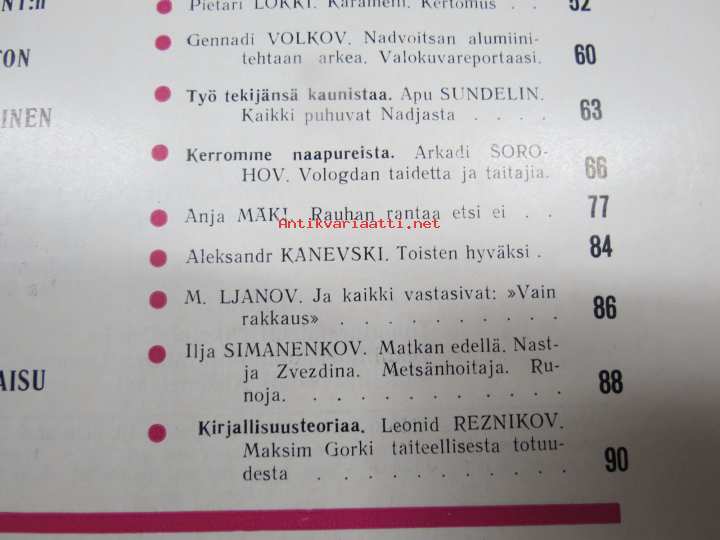 Pietari LOKKI. Karameni. Kertomus . . 52
Gennadi VOLKOV. Nadvoitsan alumiini-
tehtaan arkea. Valokuvareportaasi. 60
Työ tekijänsä kaunistaa. Apu SUNDELIN.
Kaikki puhuvat Nadjasta . . . . 63
Kerromme naapureista. Arkadi SORO-
HOV. Vologdan taidetta ja taitajia. 66
Anja MÄKI. Rauhan rantaa etsi ei . . 77
Antikvariaatti.net
Aleksandr KANEVSKI. Toisten hyväksi . 84
M. LJANOV. Ja kaikki vastasivat: »Vain
rakkaus» . . . . . . . . . . 86
Ilja SIMANENKOV. Matkan edellä. Nast-
ja Zvezdina. Metsänhoitaja. Ru-
noja. . . . . . . . . . . 88
Kirjallisuusteoriaa. Leonid REZNIKOV.
Maksim Gorki taiteellisesta totuu-
desta . . . . . . . . . . . 90
TON
INEN
AISU